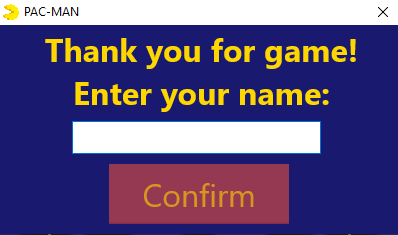 PAC-MAN
Thank you for game!
Enter your name:
Confirm